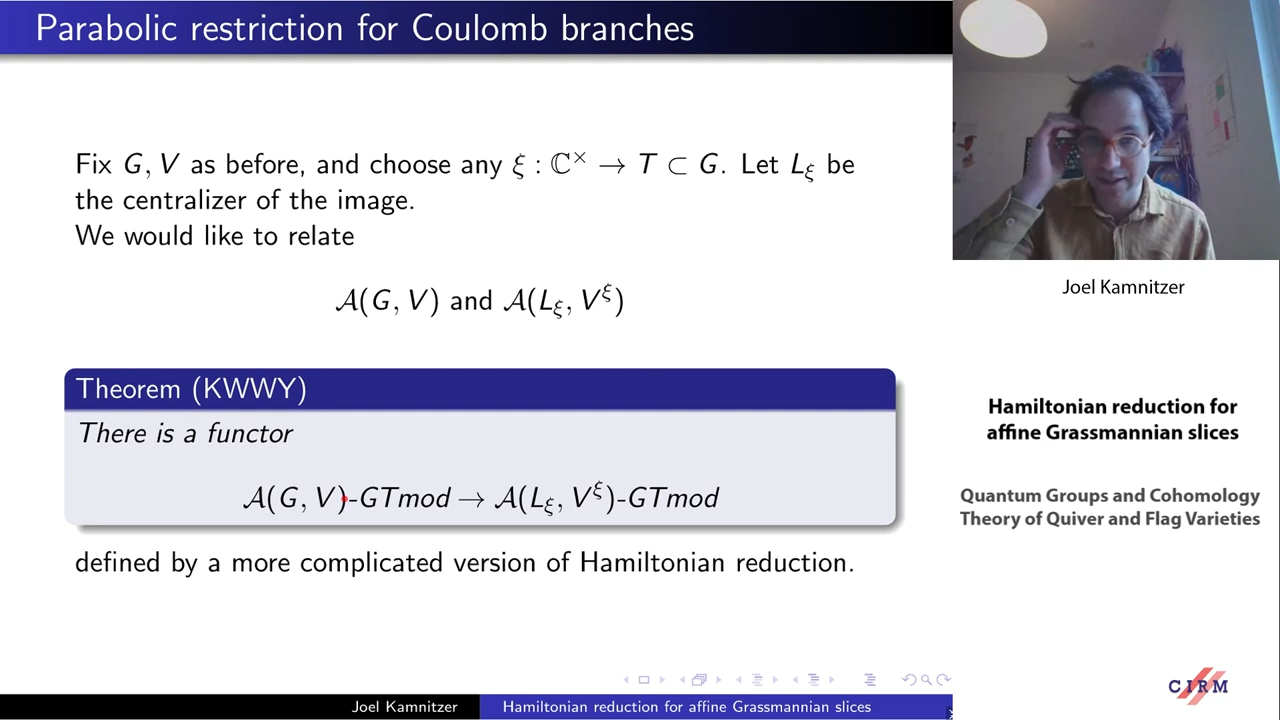 Parabolic restriction for Coulomb branches
Fix G, V as before, and choose any ξ : ℂ× → T ⊂ G. Let L_ξ be
the centralizer of the image.
We would like to relate
𝒜(G, V) and 𝒜(L_ξ, V^ξ)
Theorem (KWWY)
There is a functor
𝒜(G, V)-GTmod → 𝒜(L_ξ, V^ξ)-GTmod
defined by a more complicated version of Hamiltonian reduction.
Joel Kamnitzer
Hamiltonian reduction for affine Grassmannian slices
Joel Kamnitzer
Hamiltonian reduction for
affine Grassmannian slices
Quantum Groups and Cohomology
Theory of Quiver and Flag Varieties
CIRM